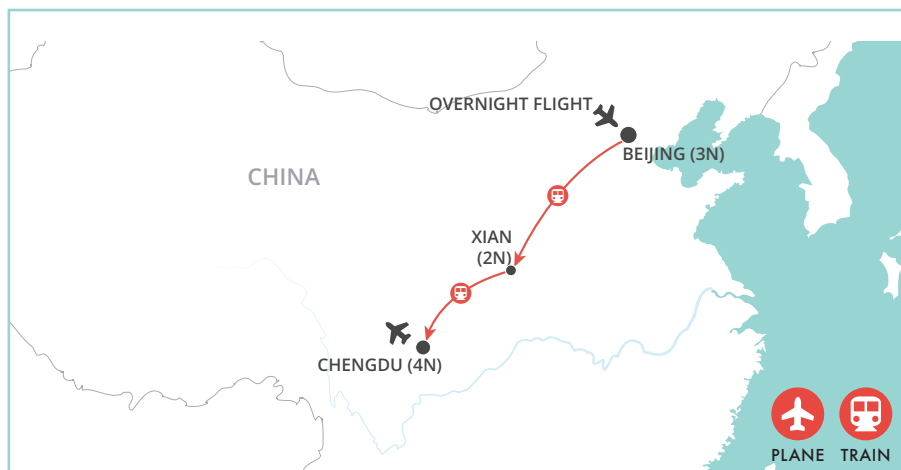 OVERNIGHT FLIGHT
BEIJING (3N)
CHINA
XIAN
(2N)
CHENGDU (4N)
PLANE
TRAIN